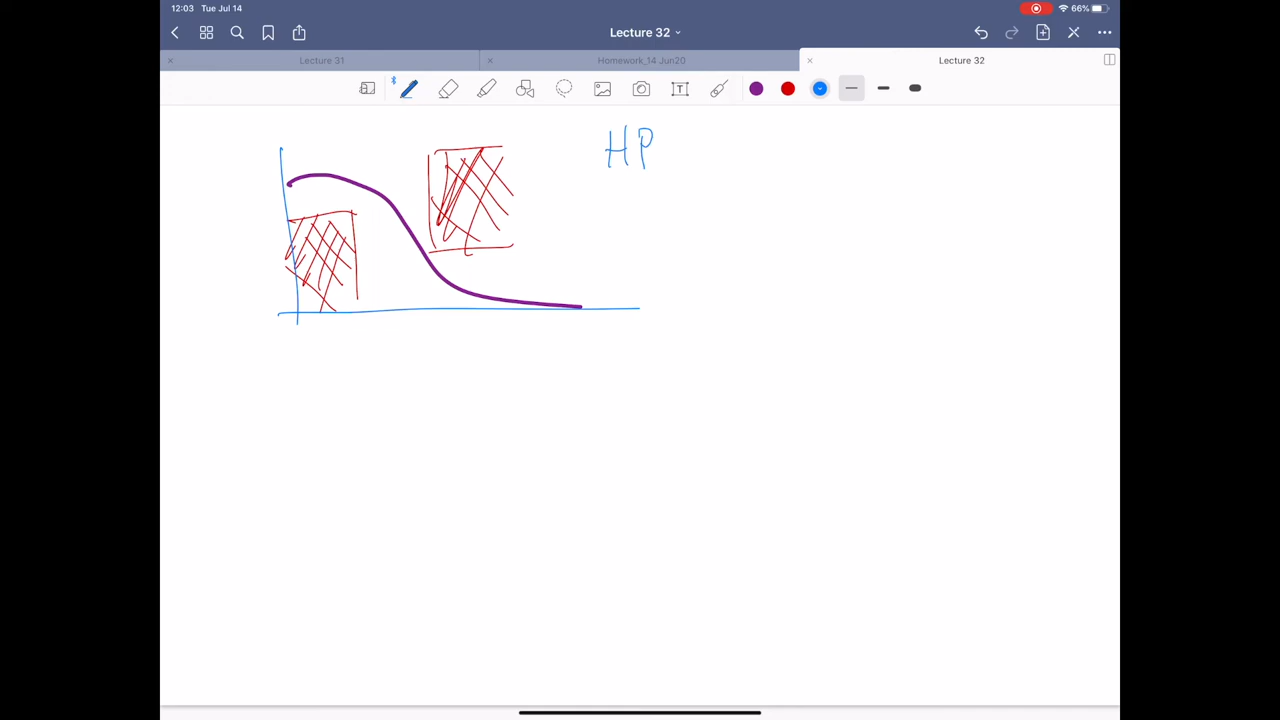 12:03 Tue Jul 14
66%
Lecture 32
Lecture 31
Homework_14 Jun20
Lecture 32
HP